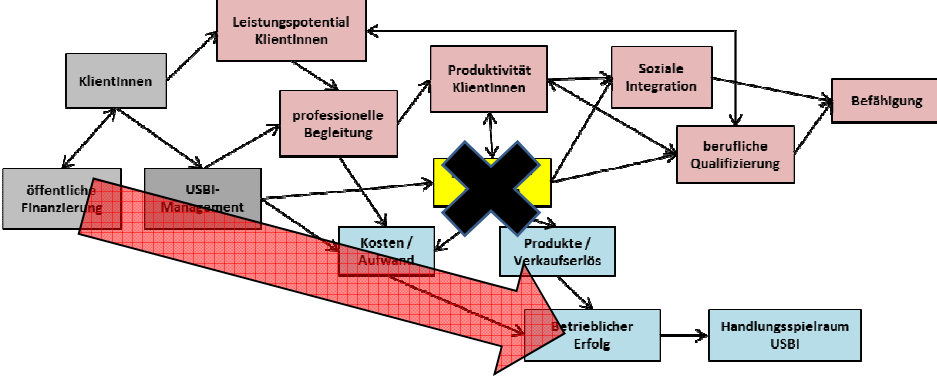 Leistungspotential
KlientInnen
KlientInnen
Produktivität
KlientInnen
Soziale
Integration
Befähigung
professionelle
Begleitung
berufliche
Qualifizierung
öffentliche
Finanzierung
USBI-
Management
Kosten /
Aufwand
Produkte /
Verkaufserlös
Betrieblicher
Erfolg
Handlungsspielraum
USBI